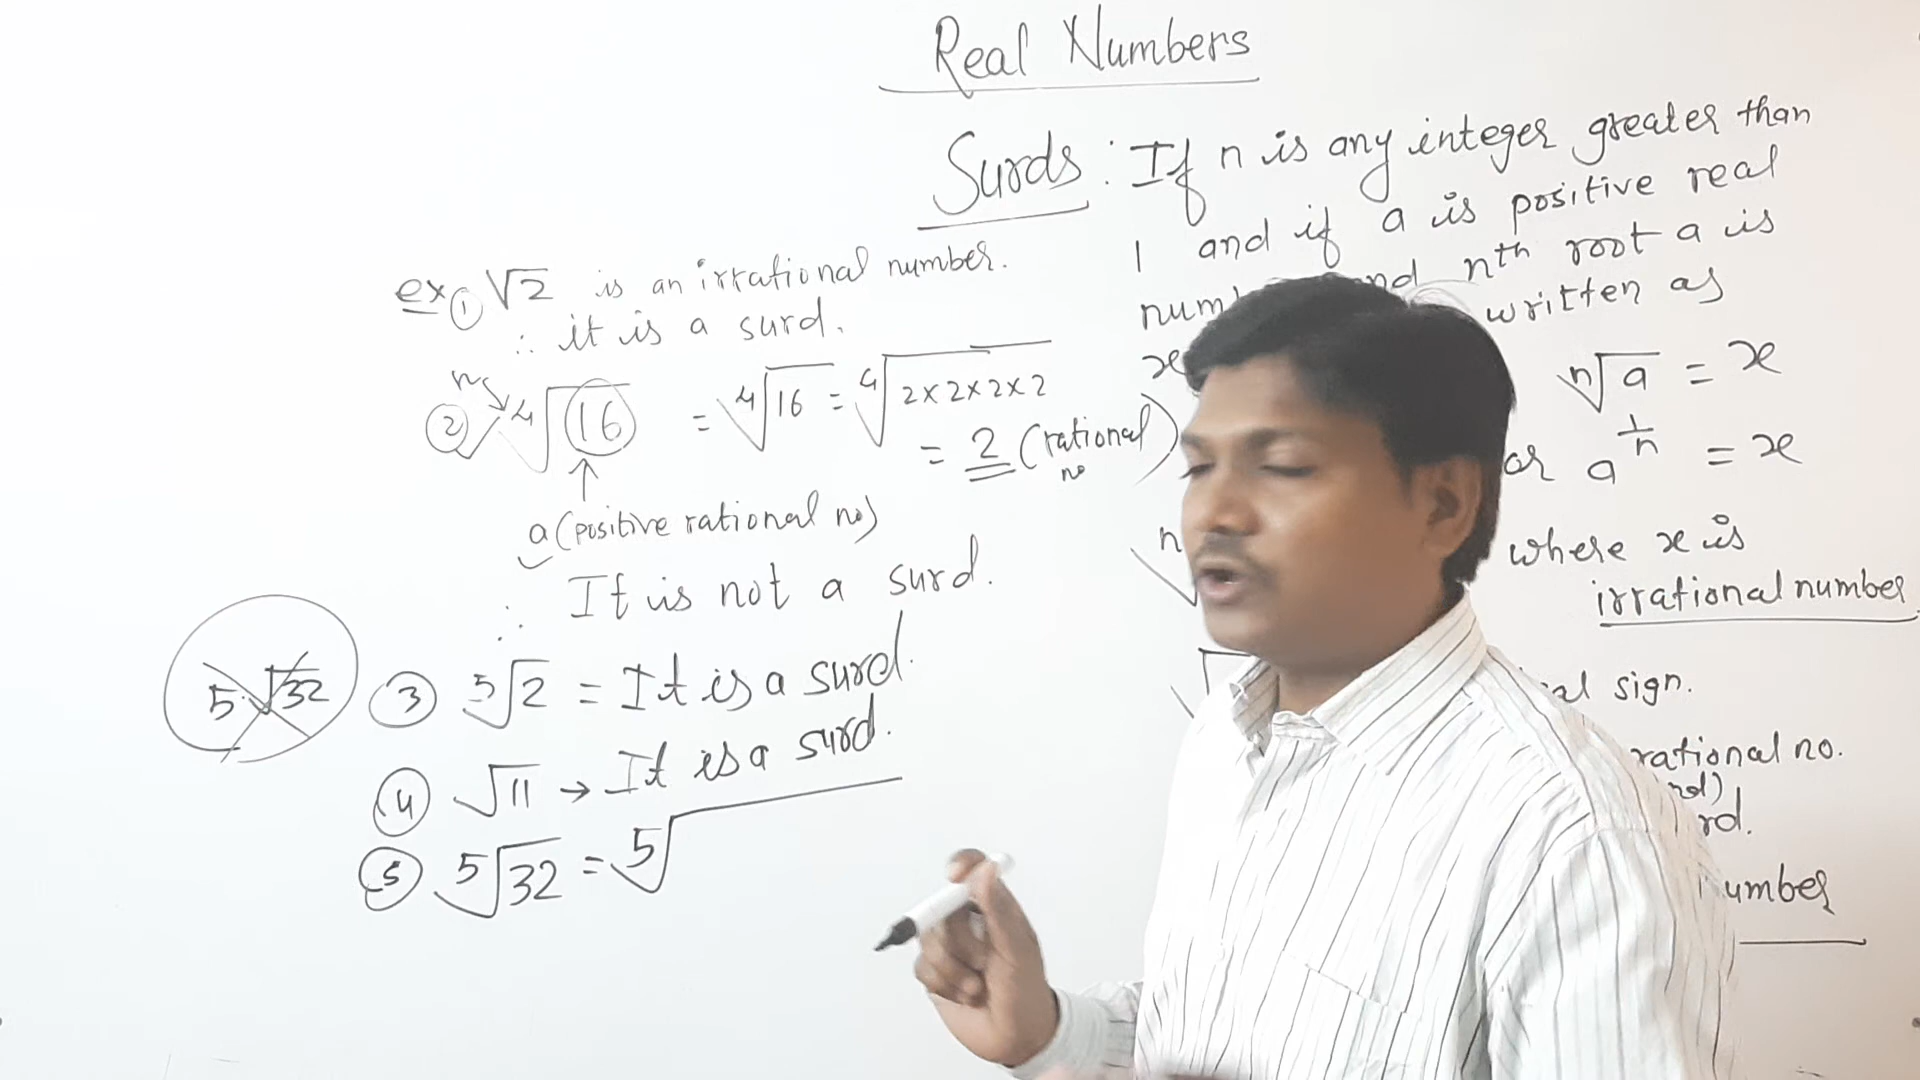 Real Numbers
Surds: If n is any integer greater than
1 and if a is positive real
nth root a is
written as
ⁿ√a = x
or a^(1/n) = x
where x is
irrational number
sign.
rational no.
ex ① √2 is an irrational number.
∴ it is a surd.
n
② ⁴√16 = ⁴√16 = ⁴√2×2×2×2
= 2 (rational no)
a (positive rational no)
∴ It is not a surd.
5√32
③ ⁵√2 = It is a surd.
④ √11 → It is a surd.
⑤ ⁵√32 = ⁵√